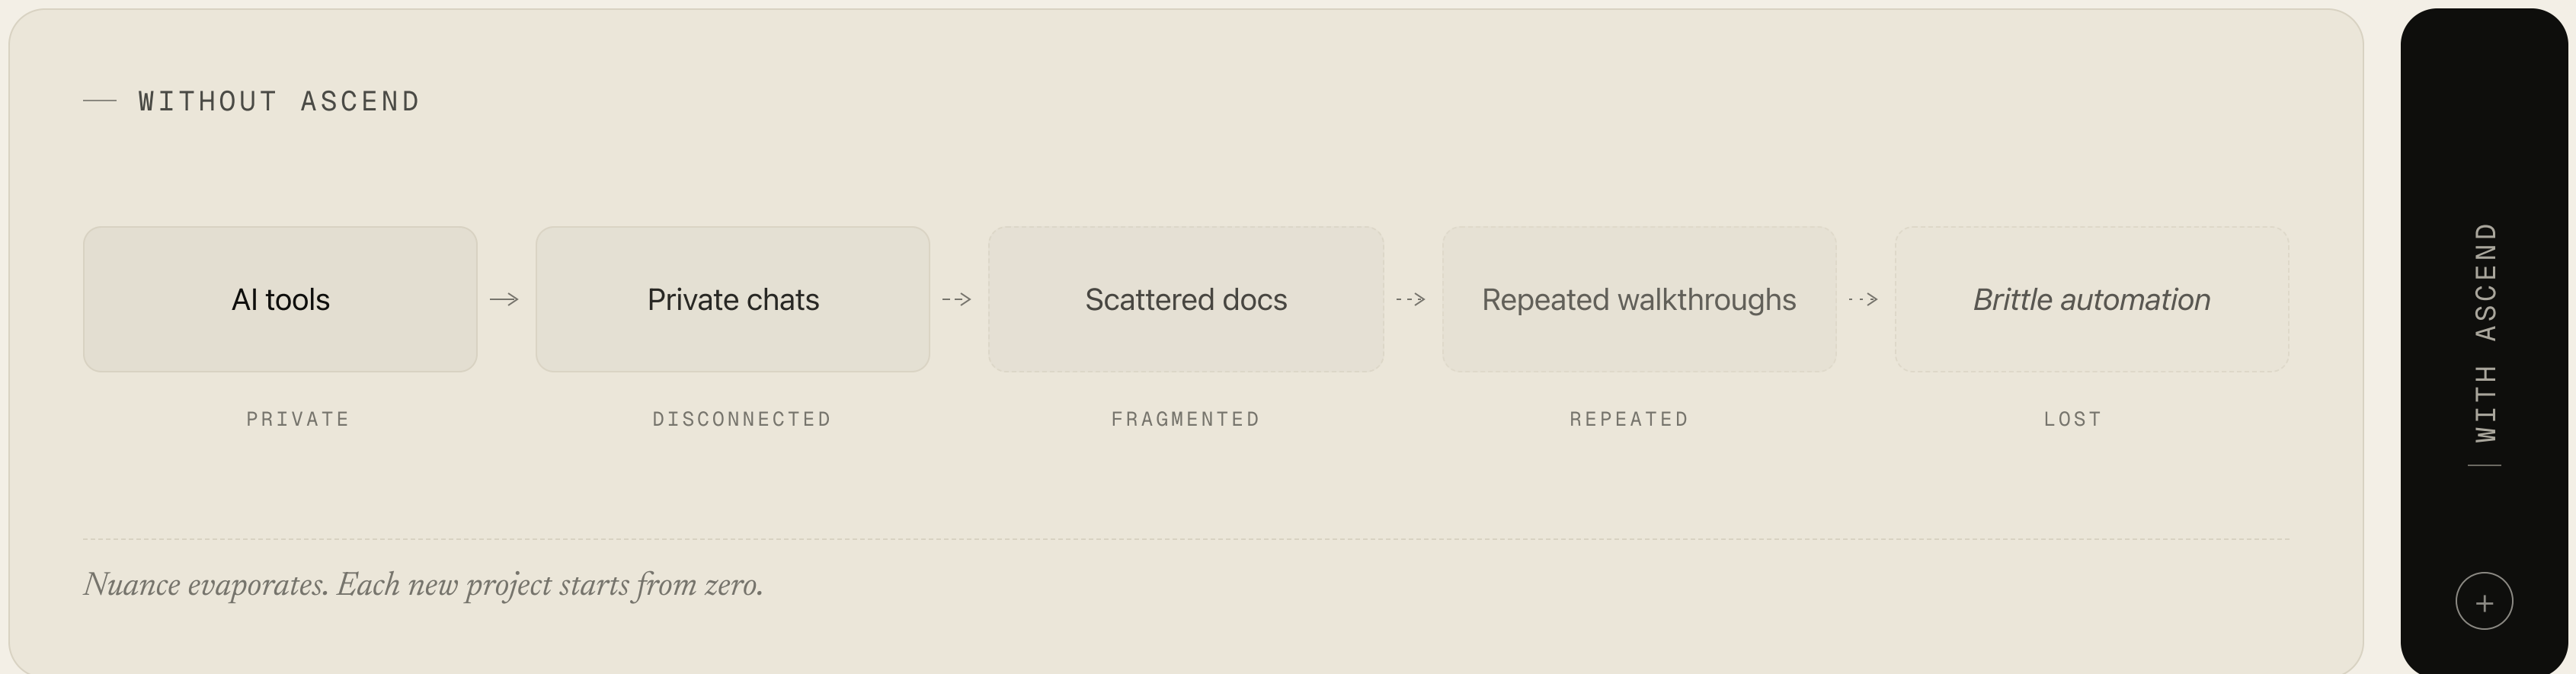 WITHOUT ASCEND
AI tools
Private chats
Scattered docs
Repeated walkthroughs
Brittle automation
PRIVATE
DISCONNECTED
FRAGMENTED
REPEATED
LOST
Nuance evaporates. Each new project starts from zero.
WITH ASCEND
+